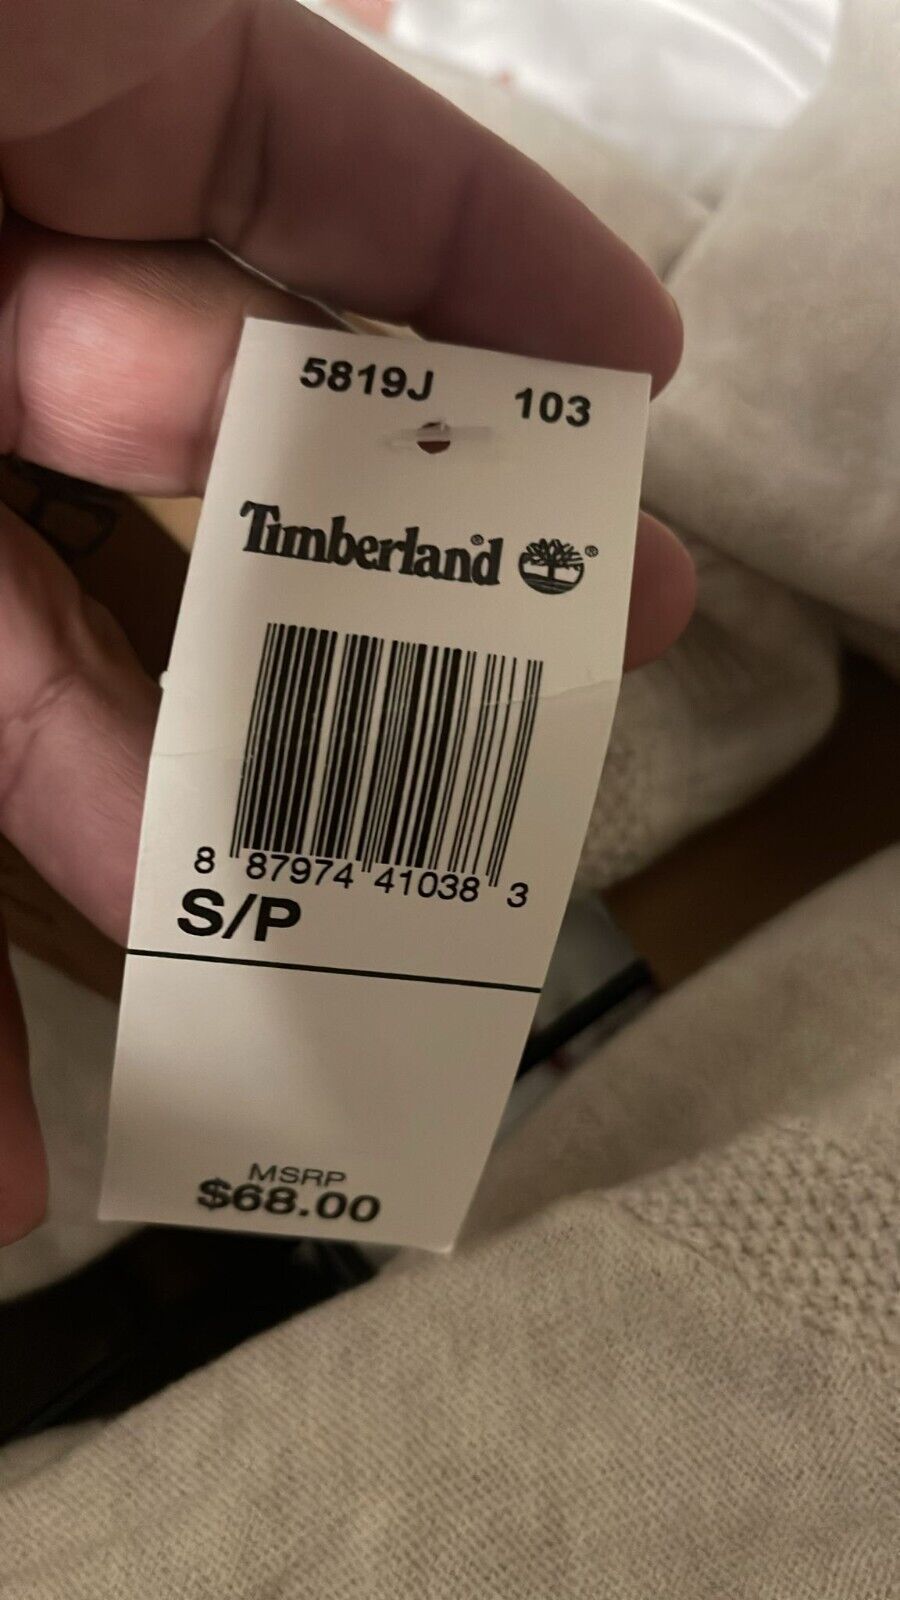 5819J 103
Timberland®
8 87974 41038 3
S/P
MSRP
$68.00